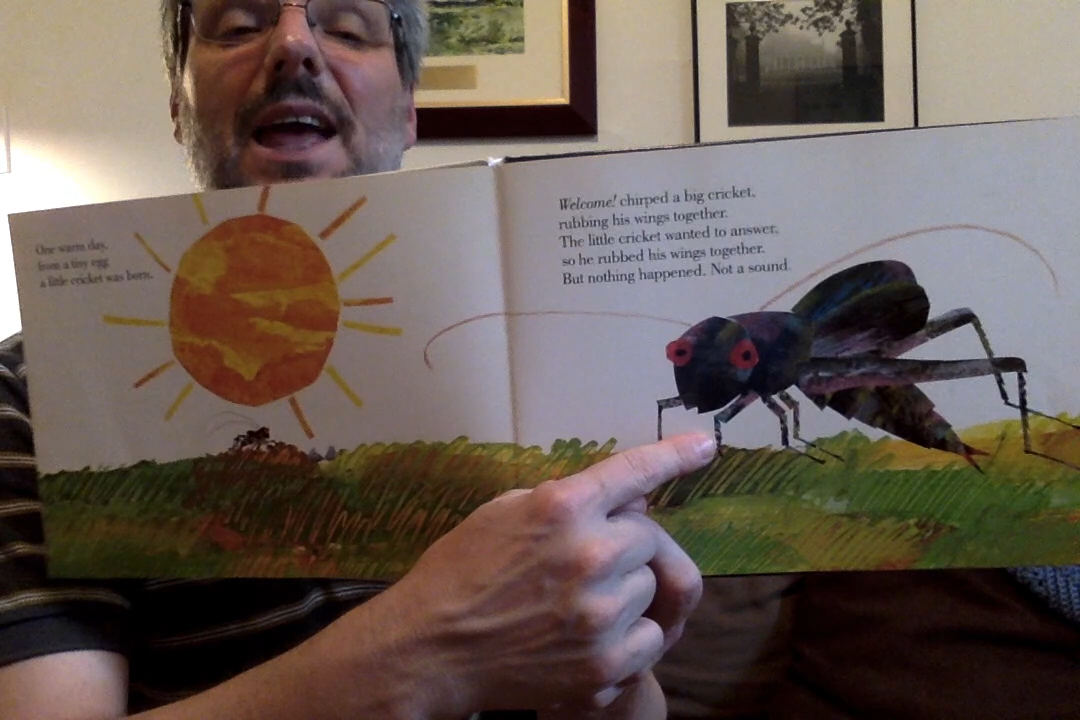 One warm day,
from a tiny egg
a little cricket was born.
Welcome! chirped a big cricket,
rubbing his wings together.
The little cricket wanted to answer,
so he rubbed his wings together.
But nothing happened. Not a sound.